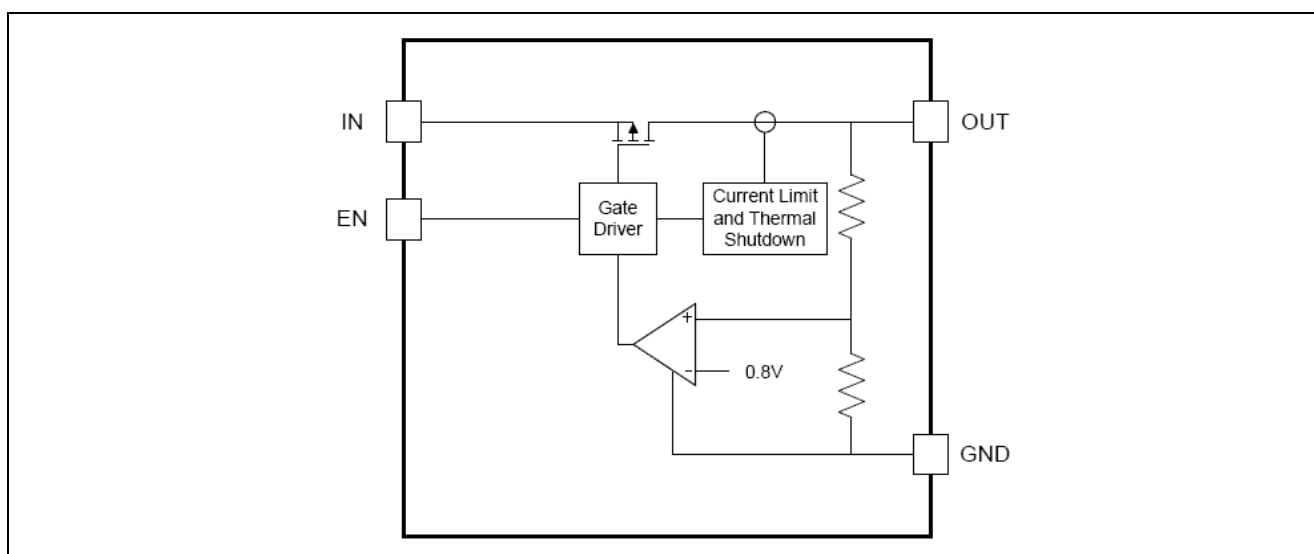 IN
OUT
EN
Gate
Driver
Current Limit
and Thermal
Shutdown
+
-
0.8V
GND